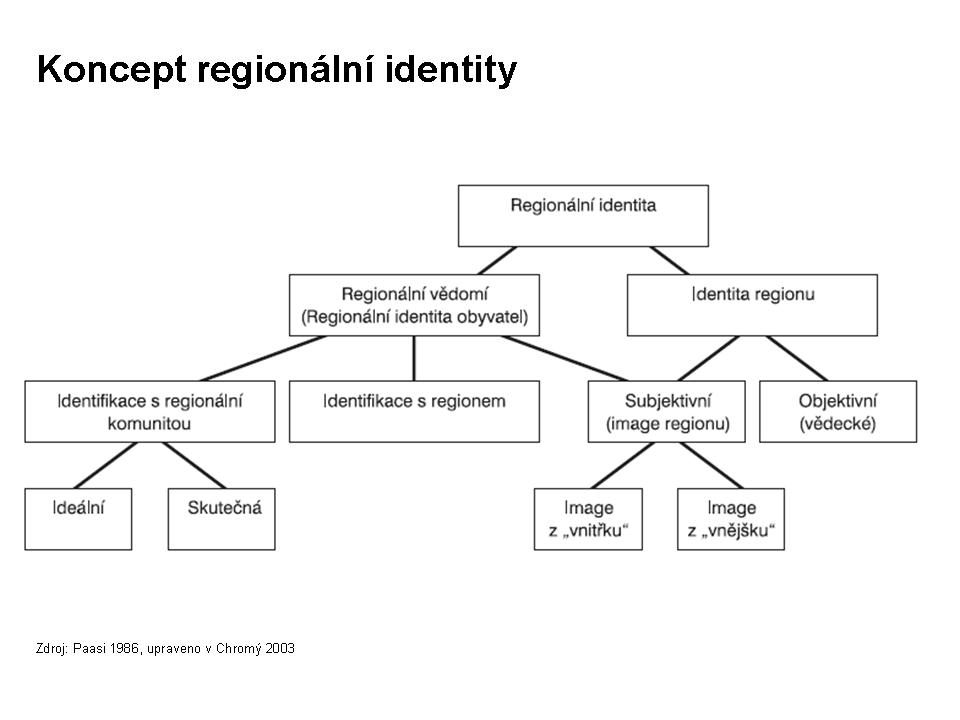 Koncept regionální identity
Regionální identita
Regionální vědomí
(Regionální identita obyvatel)
Identita regionu
Identifikace s regionální
komunitou
Identifikace s regionem
Subjektivní
(image regionu)
Objektivní
(vědecké)
Ideální
Skutečná
Image
z „vnitřku“
Image
z „vnějšku“
Zdroj: Paasi 1986, upraveno v Chromý 2003